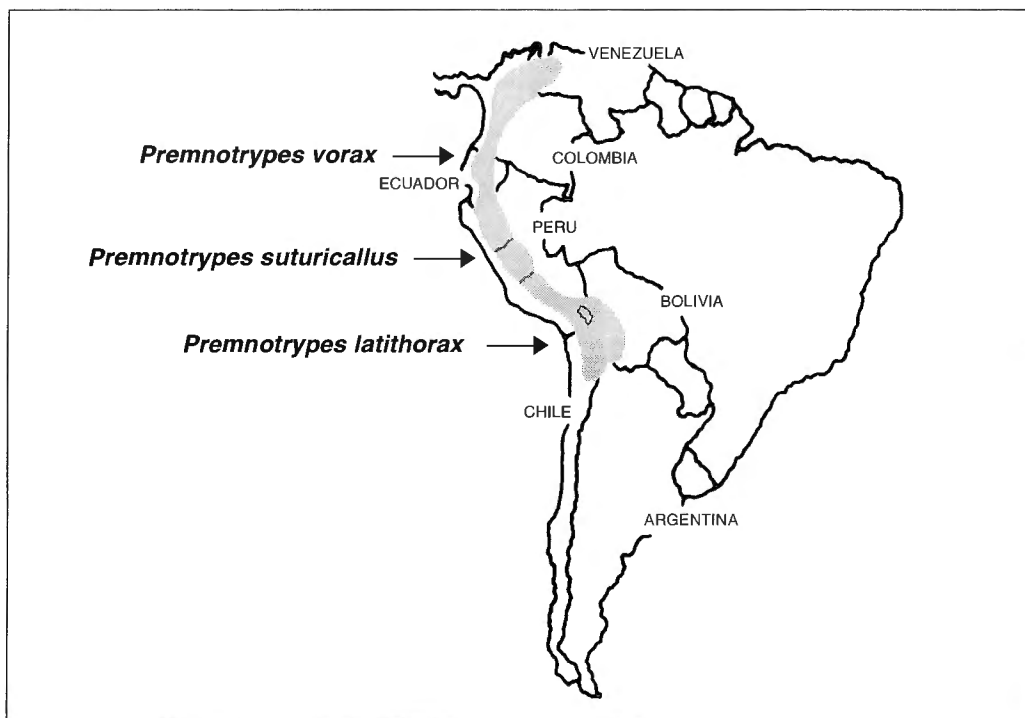 VENEZUELA
Premnotrypes vorax
COLOMBIA
ECUADOR
PERU
Premnotrypes suturicallus
BOLIVIA
Premnotrypes latithorax
CHILE
ARGENTINA